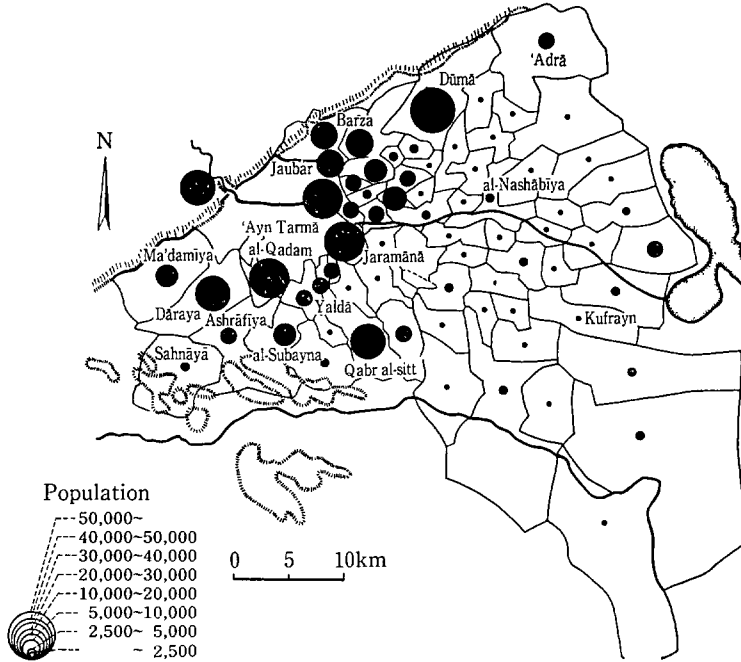 'Adrā
Dūmā
Barza
N
Jaubar
al-Nashābīya
'Ayn Tarmā
Ma'damīya
al-Qadam
Jaramānā
Dāraya
Yaldā
Ashrāfīya
Kufrayn
Sahnāyā
al-Subayna
Qabr al-sitt
Population
50,000~
40,000~50,000
30,000~40,000
20,000~30,000
10,000~20,000
5,000~10,000
2,500~ 5,000
~ 2,500
0 5 10km